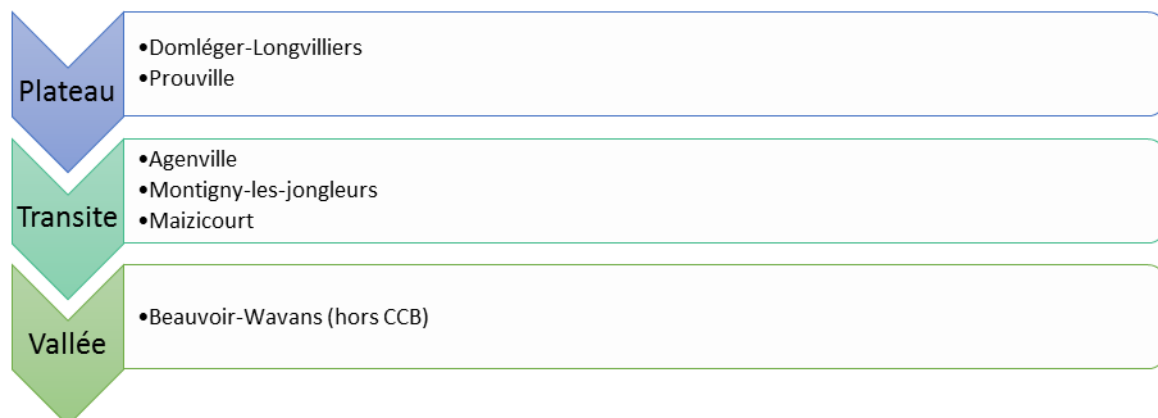 Plateau
•Domléger-Longvilliers
•Prouville
Transite
•Agenville
•Montigny-les-jongleurs
•Maizicourt
Vallée
•Beauvoir-Wavans (hors CCB)